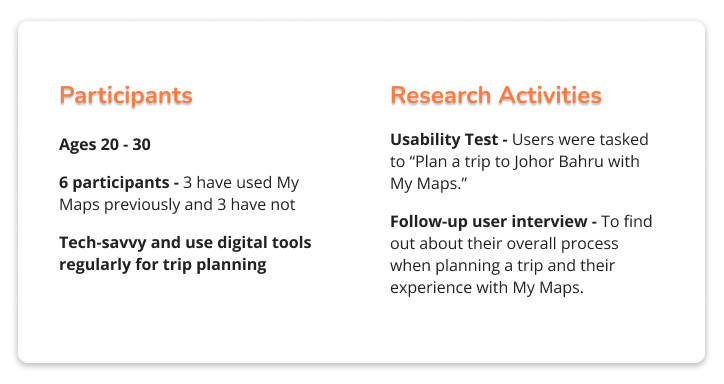 Participants
Ages 20 - 30
6 participants - 3 have used My
Maps previously and 3 have not
Tech-savvy and use digital tools
regularly for trip planning
Research Activities
Usability Test - Users were tasked
to “Plan a trip to Johor Bahru with
My Maps.”
Follow-up user interview - To find
out about their overall process
when planning a trip and their
experience with My Maps.